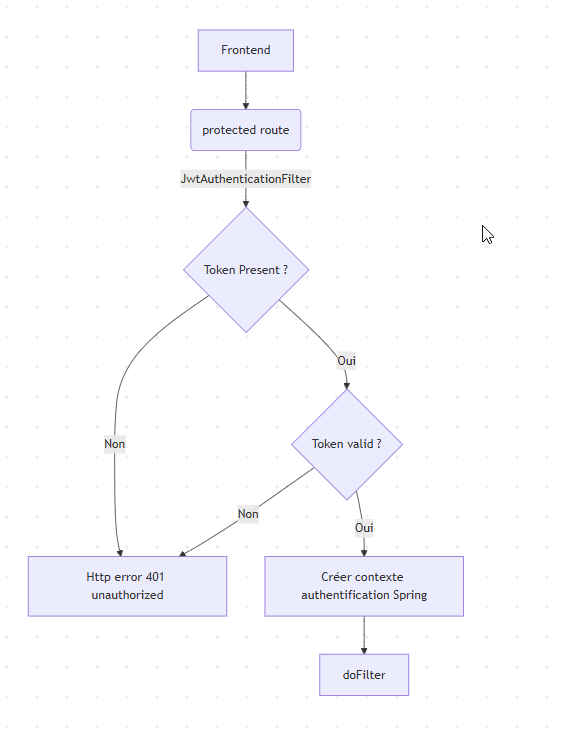 Frontend
protected route
JwtAuthenticationFilter
Token Present ?
Oui
Non
Token valid ?
Non
Oui
Http error 401
unauthorized
Créer contexte
authentification Spring
doFilter